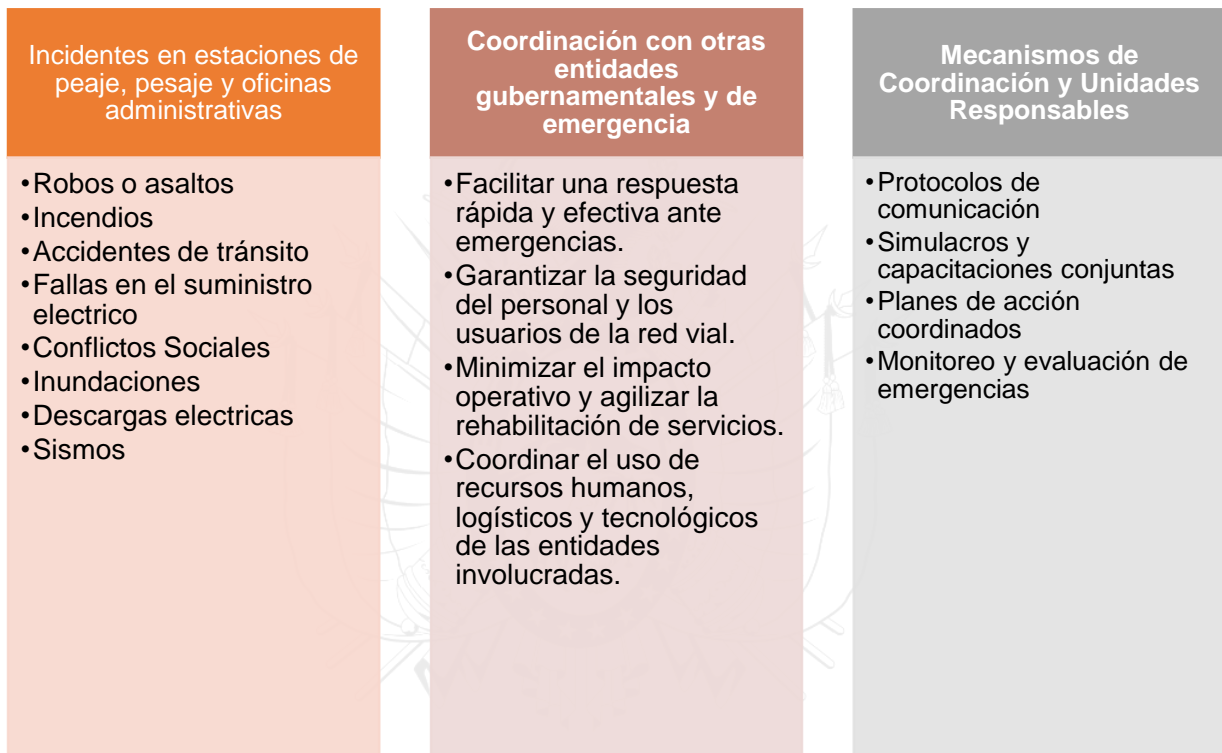 Incidentes en estaciones de
peaje, pesaje y oficinas
administrativas
•Robos o asaltos
•Incendios
•Accidentes de tránsito
•Fallas en el suministro
electrico
•Conflictos Sociales
•Inundaciones
•Descargas electricas
•Sismos
Coordinación con otras
entidades
gubernamentales y de
emergencia
•Facilitar una respuesta
rápida y efectiva ante
emergencias.
•Garantizar la seguridad
del personal y los
usuarios de la red vial.
•Minimizar el impacto
operativo y agilizar la
rehabilitación de servicios.
•Coordinar el uso de
recursos humanos,
logísticos y tecnológicos
de las entidades
involucradas.
Mecanismos de
Coordinación y Unidades
Responsables
•Protocolos de
comunicación
•Simulacros y
capacitaciones conjuntas
•Planes de acción
coordinados
•Monitoreo y evaluación de
emergencias